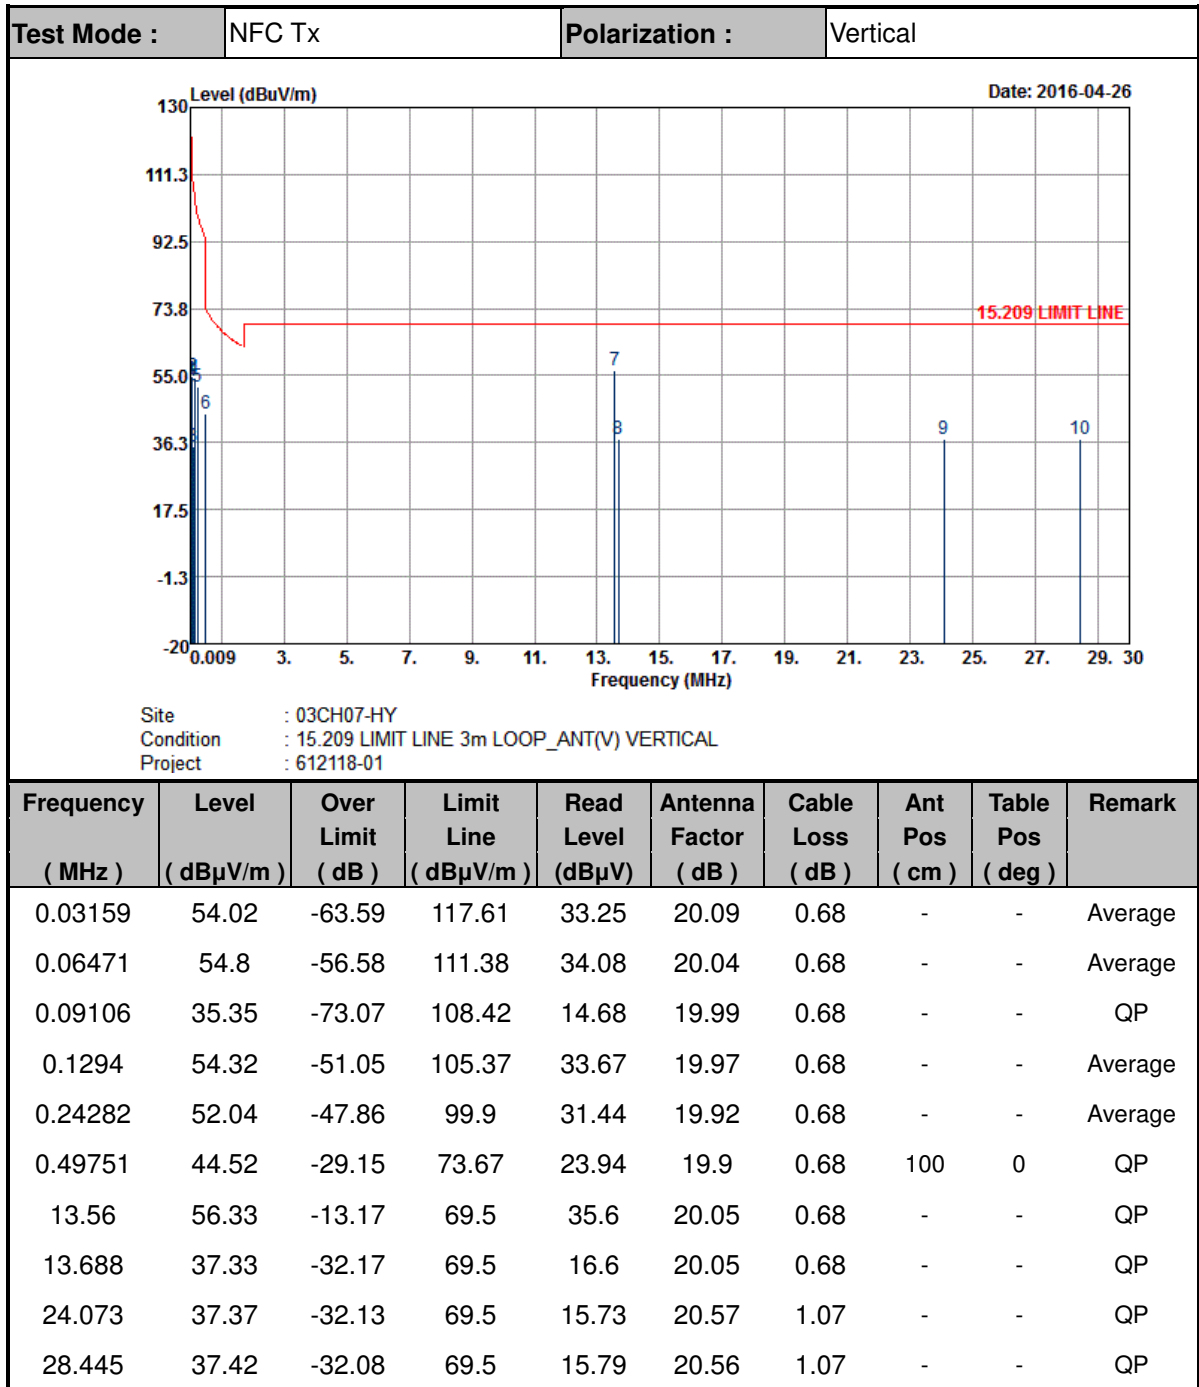 Test Mode : NFC Tx Polarization : Vertical
Level (dBuV/m) Date: 2016-04-26
130
111.3
92.5
73.8
15.209 LIMIT LINE
55.0
5
7
6
36.3
8
9
10
17.5
-1.3
-20
0.009 3. 5. 7. 9. 11. 13. 15. 17. 19. 21. 23. 25. 27. 29. 30
Frequency (MHz)
Site : 03CH07-HY
Condition : 15.209 LIMIT LINE 3m LOOP_ANT(V) VERTICAL
Project : 612118-01
Frequency Level Over Limit Read Antenna Cable Ant Table Remark
Limit Line Level Factor Loss Pos Pos
( MHz ) ( dBµV/m ) ( dB ) ( dBµV/m ) (dBµV) ( dB ) ( dB ) ( cm ) ( deg )
0.03159 54.02 -63.59 117.61 33.25 20.09 0.68 - - Average
0.06471 54.8 -56.58 111.38 34.08 20.04 0.68 - - Average
0.09106 35.35 -73.07 108.42 14.68 19.99 0.68 - - QP
0.1294 54.32 -51.05 105.37 33.67 19.97 0.68 - - Average
0.24282 52.04 -47.86 99.9 31.44 19.92 0.68 - - Average
0.49751 44.52 -29.15 73.67 23.94 19.9 0.68 100 0 QP
13.56 56.33 -13.17 69.5 35.6 20.05 0.68 - - QP
13.688 37.33 -32.17 69.5 16.6 20.05 0.68 - - QP
24.073 37.37 -32.13 69.5 15.73 20.57 1.07 - - QP
28.445 37.42 -32.08 69.5 15.79 20.56 1.07 - - QP